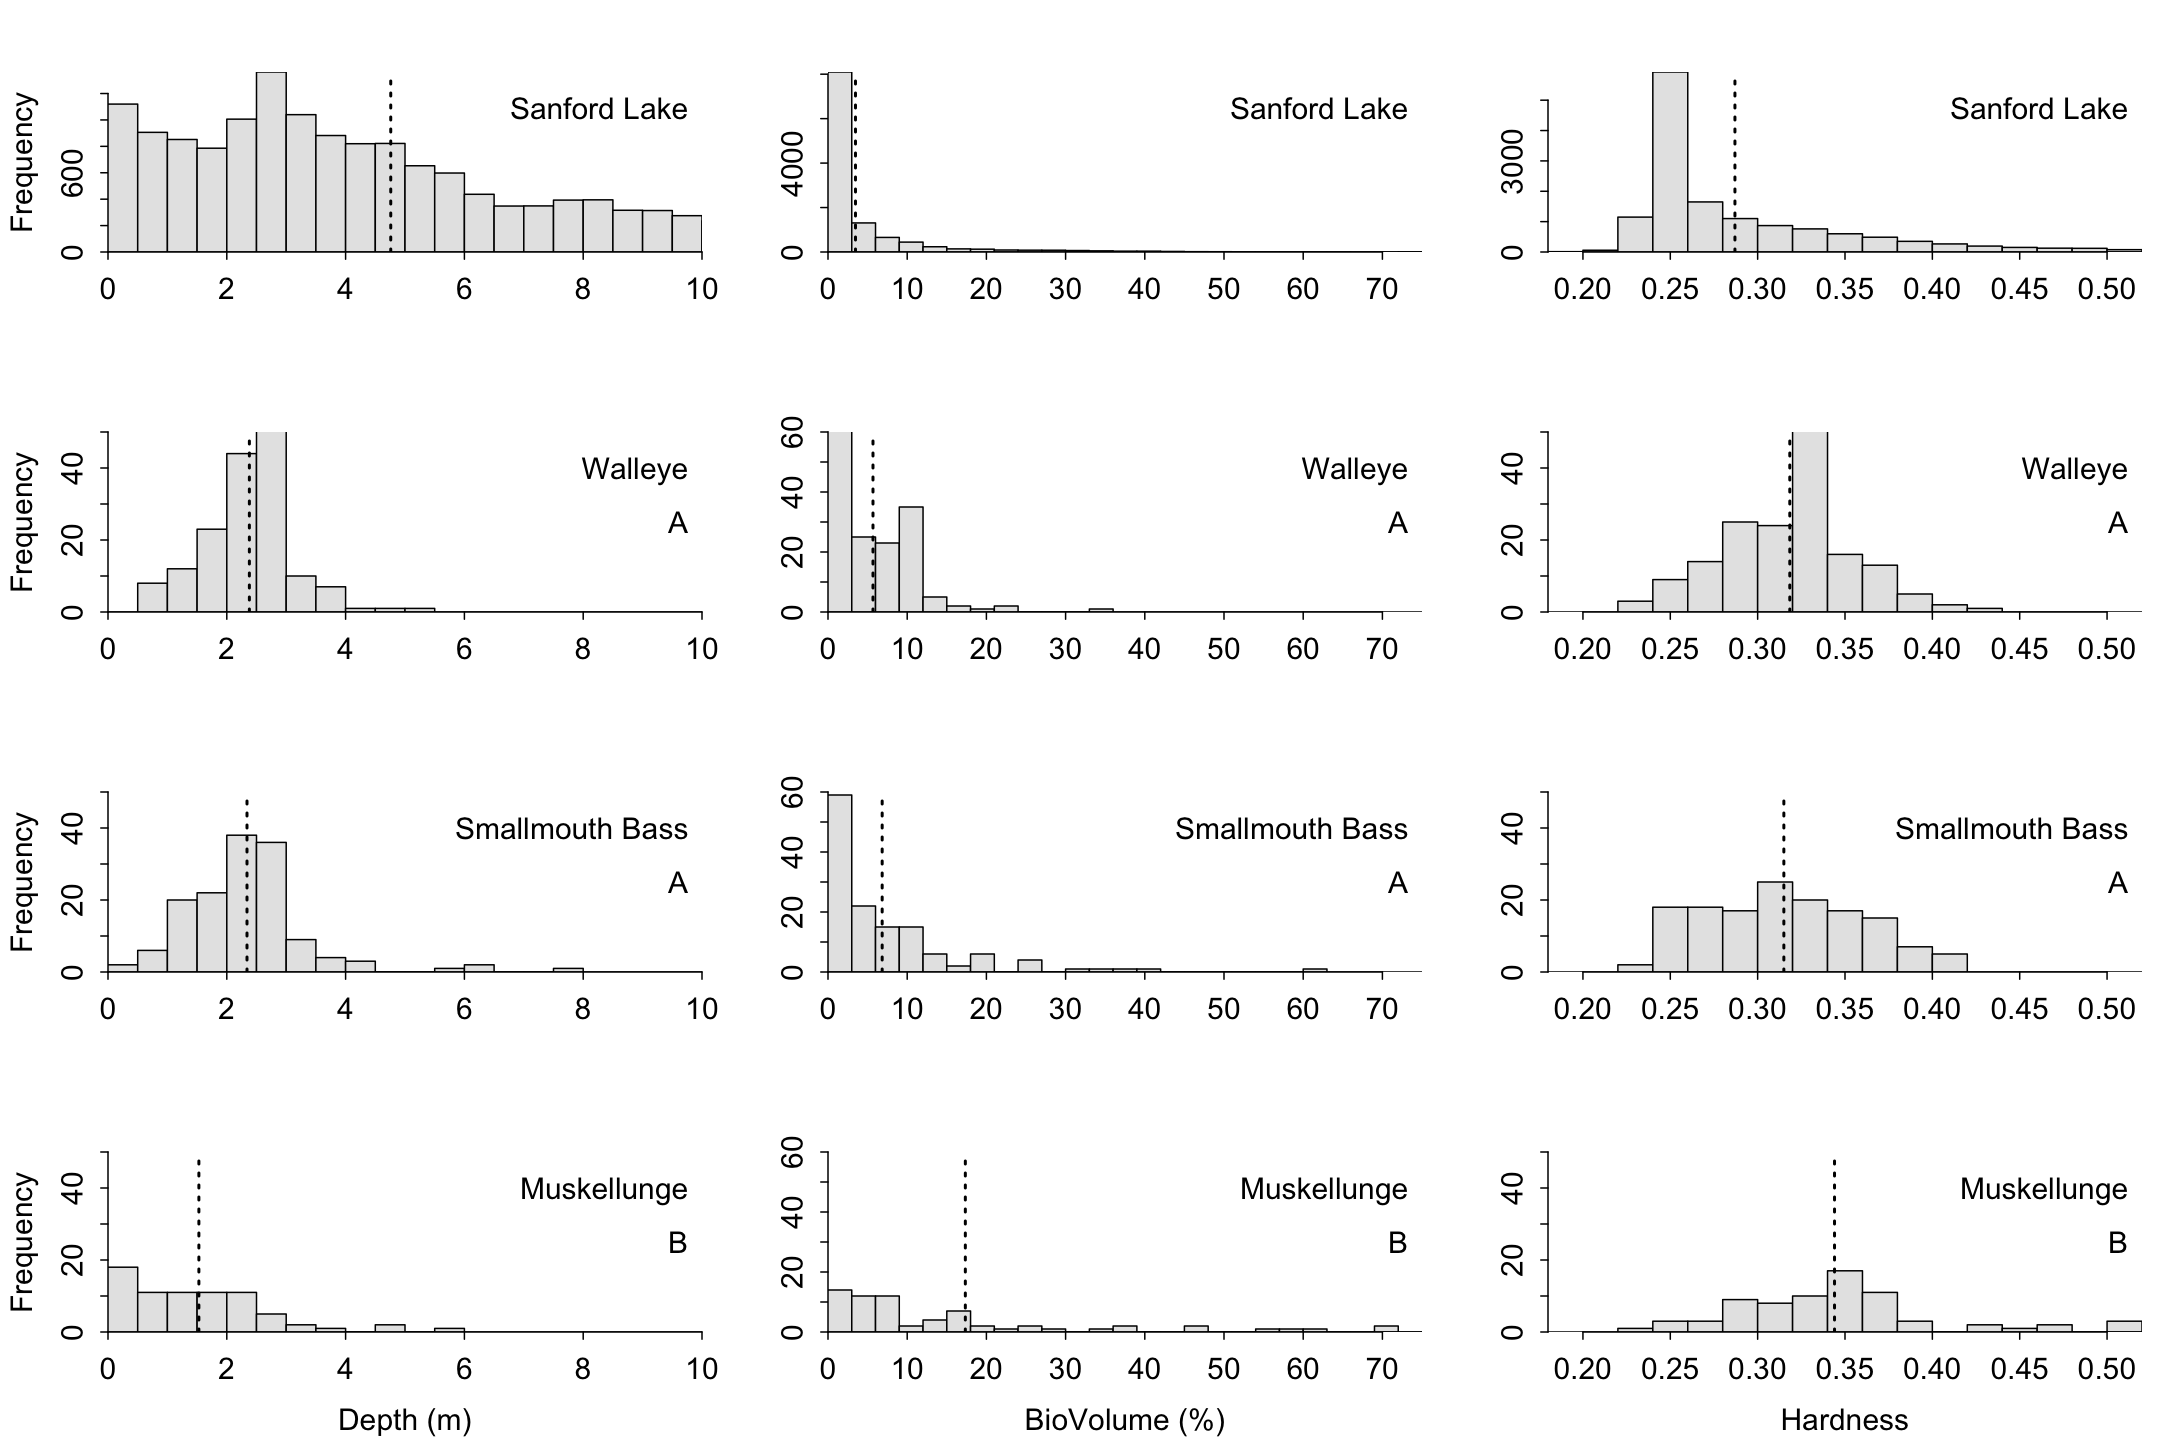 Frequency
0 600
Sanford Lake
0 2 4 6 8 10
0 4000
Sanford Lake
0 10 20 30 40 50 60 70
0 3000
Sanford Lake
0.20 0.25 0.30 0.35 0.40 0.45 0.50
Frequency
0 20 40
Walleye
A
0 2 4 6 8 10
0 20 40 60
Walleye
A
0 10 20 30 40 50 60 70
0 20 40
Walleye
A
0.20 0.25 0.30 0.35 0.40 0.45 0.50
Frequency
0 20 40
Smallmouth Bass
A
0 2 4 6 8 10
0 20 40 60
Smallmouth Bass
A
0 10 20 30 40 50 60 70
0 20 40
Smallmouth Bass
A
0.20 0.25 0.30 0.35 0.40 0.45 0.50
Frequency
0 20 40
Muskellunge
B
0 2 4 6 8 10
Depth (m)
0 20 40 60
Muskellunge
B
0 10 20 30 40 50 60 70
BioVolume (%)
0 20 40
Muskellunge
B
0.20 0.25 0.30 0.35 0.40 0.45 0.50
Hardness